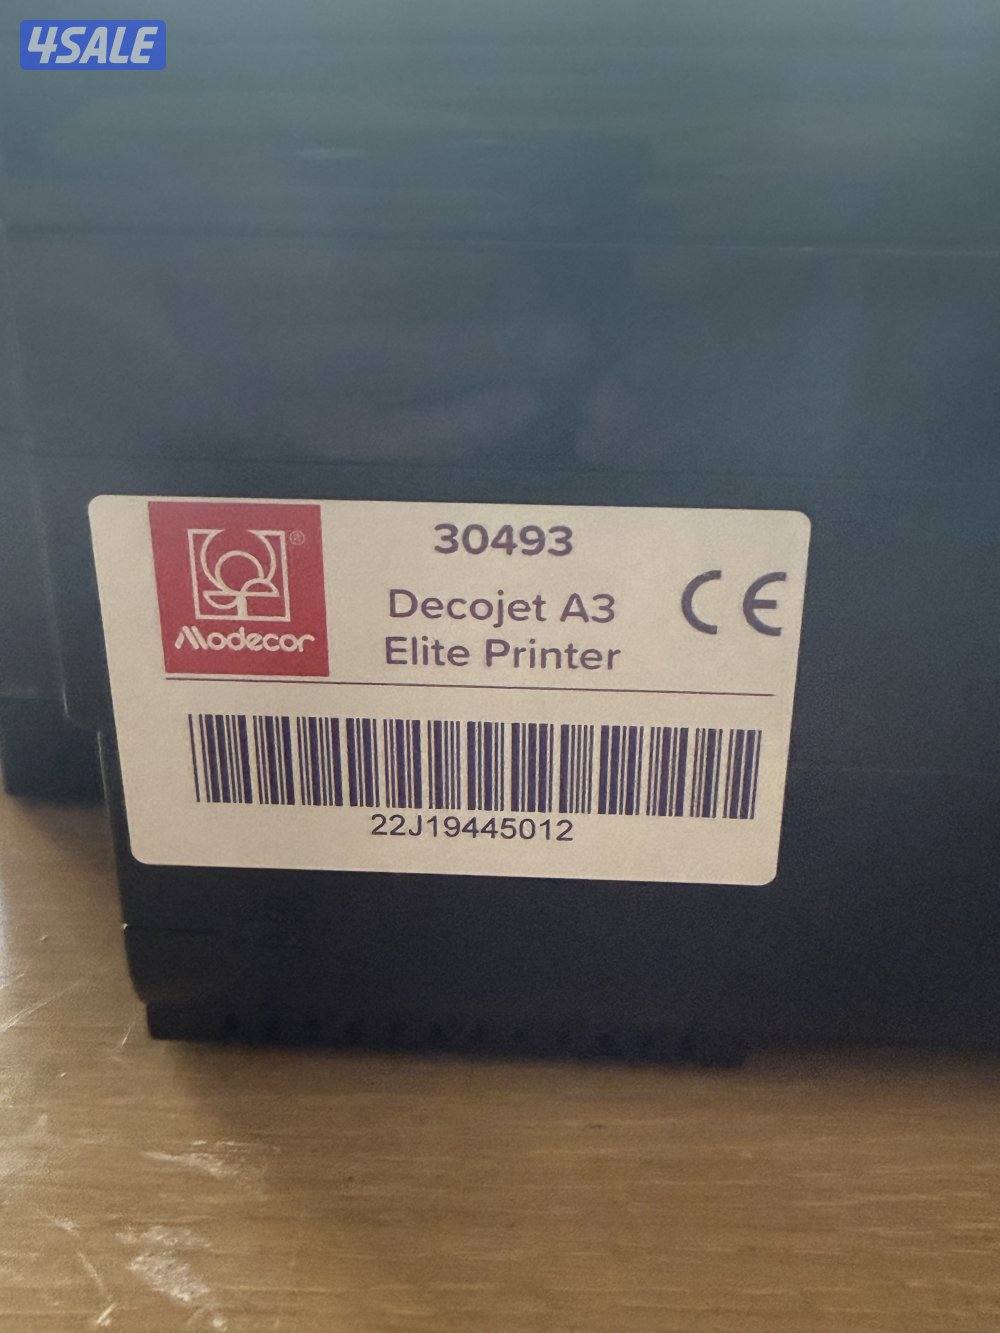 4SALE
30493
Decojet A3
Elite Printer
Modecor
®
CE
22J19445012